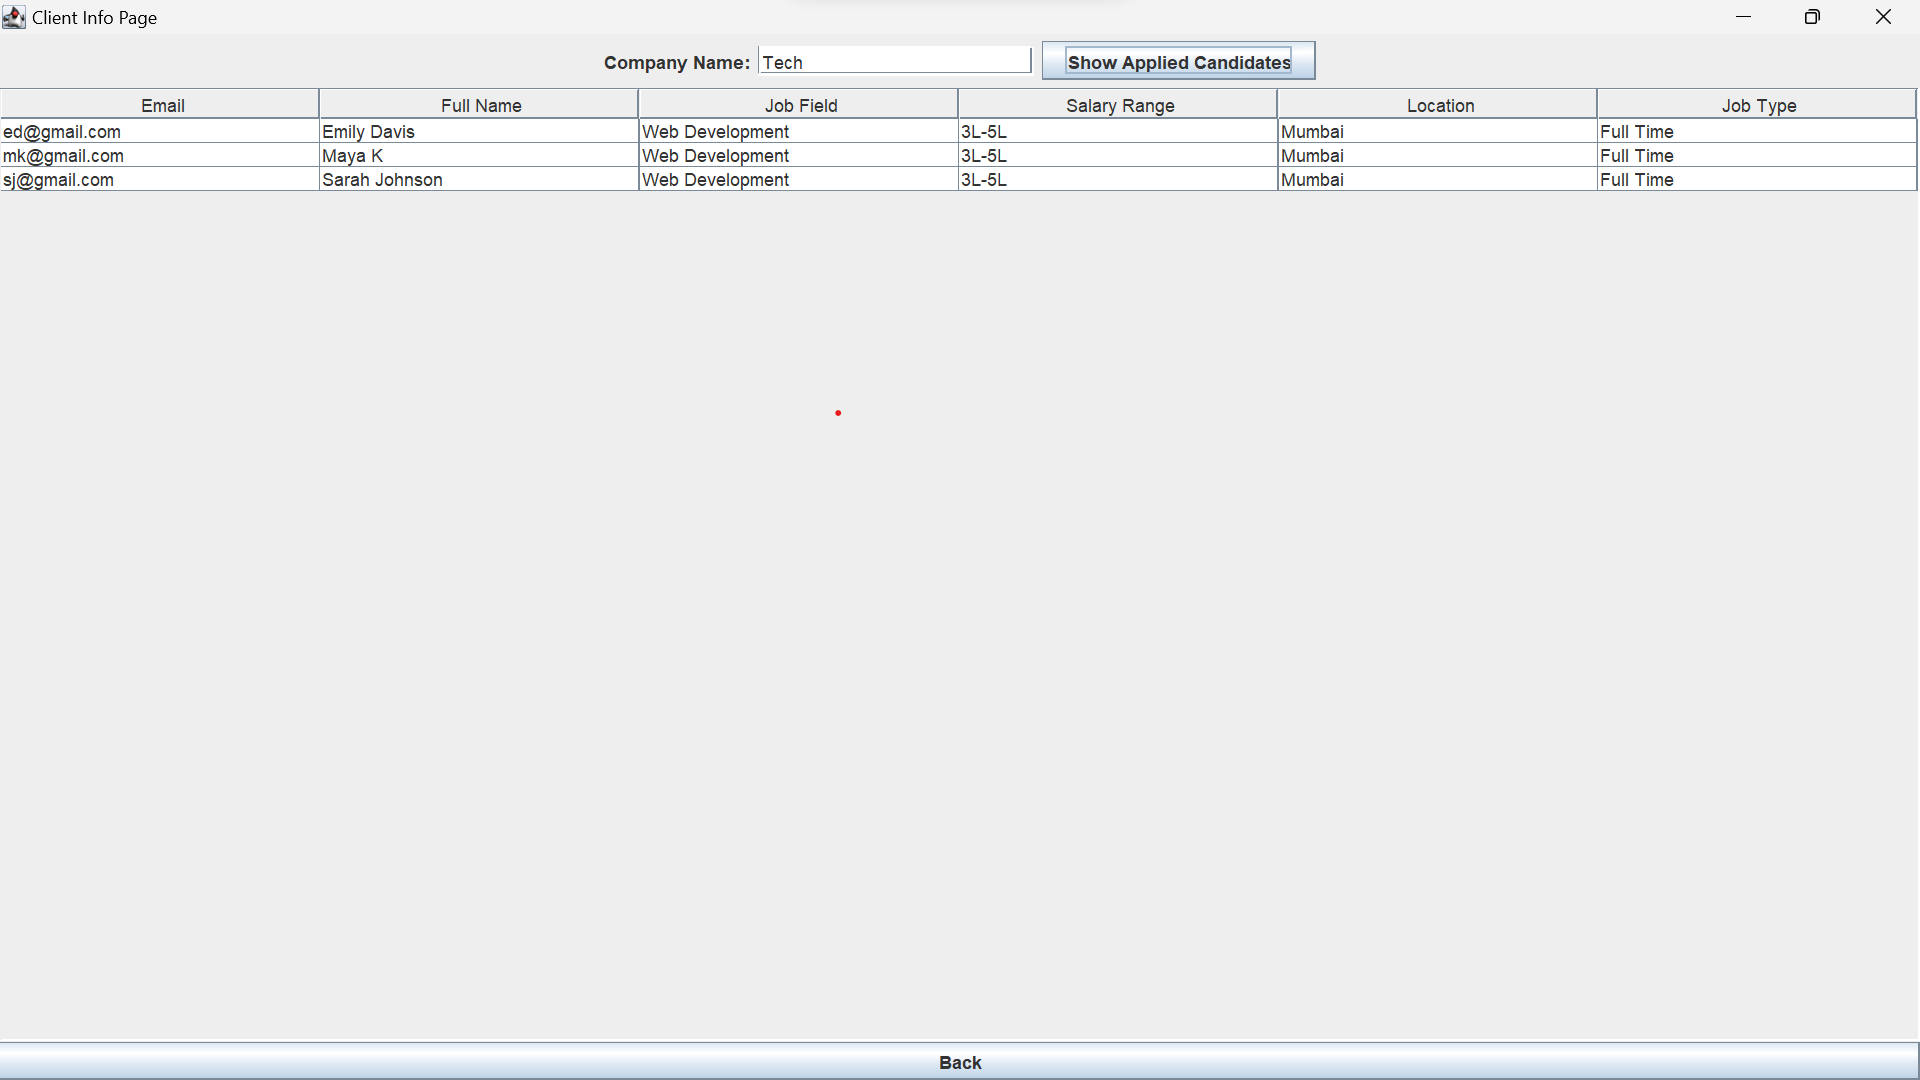 Client Info Page
Company Name: Tech Show Applied Candidates
Email Full Name Job Field Salary Range Location Job Type
ed@gmail.com Emily Davis Web Development 3L-5L Mumbai Full Time
mk@gmail.com Maya K Web Development 3L-5L Mumbai Full Time
sj@gmail.com Sarah Johnson Web Development 3L-5L Mumbai Full Time
Back